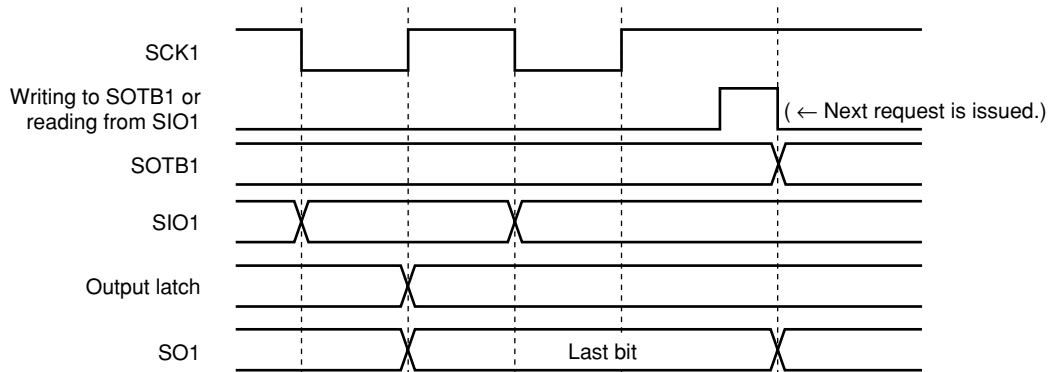 SCK1
Writing to SOTB1 or
reading from SIO1
( ← Next request is issued.)
SOTB1
SIO1
Output latch
SO1
Last bit